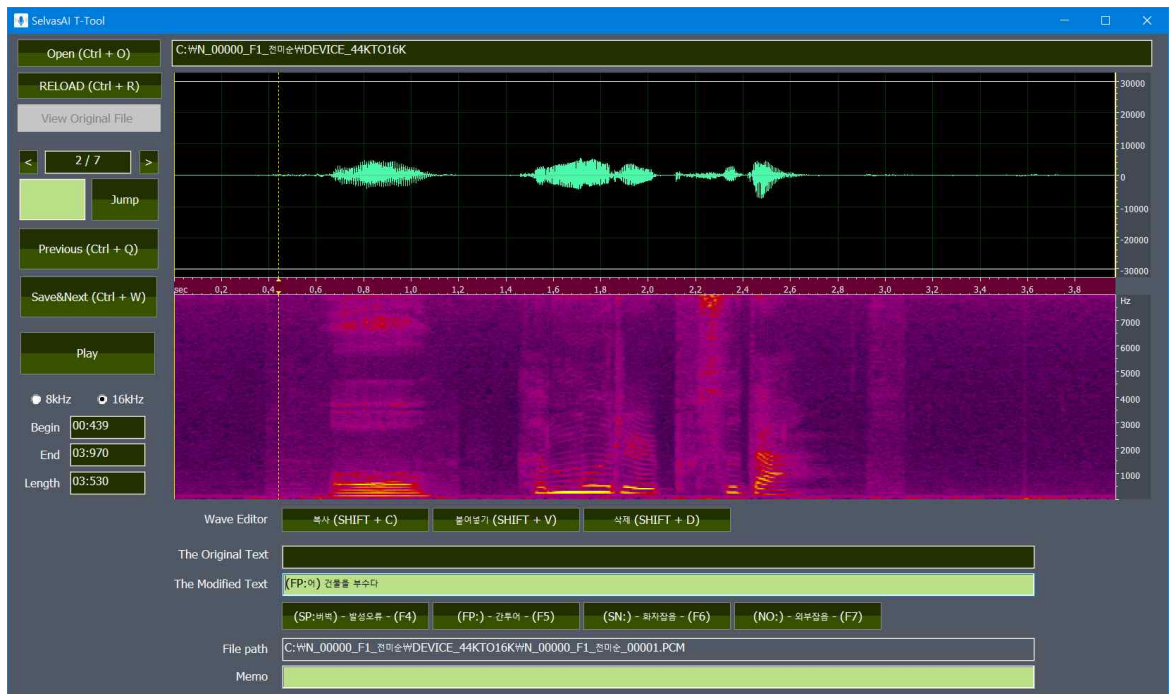 SelvasAI T-Tool
Open (Ctrl + O)
C:₩N_00000_F1_전미순₩DEVICE_44KTO16K
RELOAD (Ctrl + R)
View Original File
< 2 / 7 >
Jump
Previous (Ctrl + Q)
Save&Next (Ctrl + W)
Play
8kHz 16kHz
Begin 00:439
End 03:970
Length 03:530
30000
20000
10000
0
-10000
-20000
-30000
sec 0,2 0,4 0,6 0,8 1,0 1,2 1,4 1,6 1,8 2,0 2,2 2,4 2,6 2,8 3,0 3,2 3,4 3,6 3,8
Hz
7000
6000
5000
4000
3000
2000
1000
Wave Editor 복사 (SHIFT + C) 붙여넣기 (SHIFT + V) 삭제 (SHIFT + D)
The Original Text
The Modified Text (FP:어) 건물를 부수다
(SP:버벅) - 발성오류 - (F4) (FP:) - 간투어 - (F5) (SN:) - 화자잡음 - (F6) (NO:) - 외부잡음 - (F7)
File path C:₩N_00000_F1_전미순₩DEVICE_44KTO16K₩N_00000_F1_전미순_00001.PCM
Memo